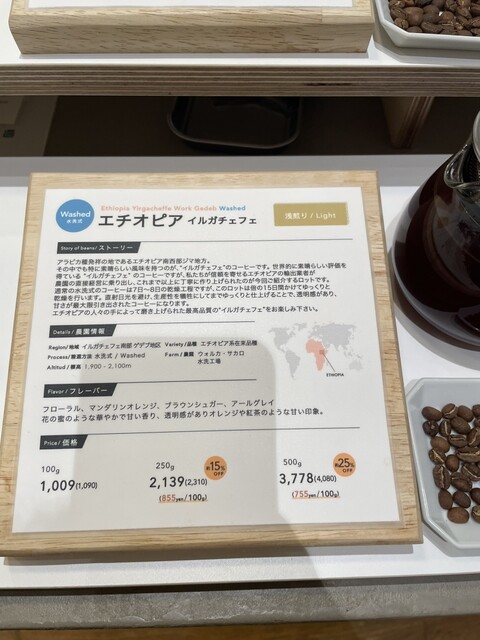 Washed
水洗式
Ethiopia Yirgacheffe Work Gedeb Washed
エチオピア イルガチェフェ
浅煎り / Light
Story of beans/ストーリー
アラビカ種発祥の地であるエチオピア南西部ジマ地方。
その中でも特に素晴らしい風味を持つのが、"イルガチェフェ"のコーヒーです。世界的に素晴らしい評価を
得ている "イルガチェフェ" のコーヒーですが、私たちが信頼を寄せるエチオピアの輸出業者が
農園の直接経営に乗り出し、これまで以上に丁寧に作り上げられたのが今回ご紹介するロットです。
通常の水洗式のコーヒーは7日〜8日の乾燥工程ですが、このロットは倍の15日間かけてゆっくりと
乾燥を行います。直射日光を避け、生産性を犠牲にしてまでゆっくりと仕上げることで、透明感があり、
甘さが最大限引き出されたコーヒーになります。
エチオピアの人々の手によって磨き上げられた最高品質の"イルガチェフェ"をお楽しみ下さい。
Details/農園情報
Region/地域 イルガチェフェ南部 ゲデブ地区 Variety/品種 エチオピア系在来品種
Process/精選方法 水洗式 / Washed Farm/農園 ウォルカ・サカロ
水洗工場
Altitud/標高 1,900 - 2,100m
ETHIOPIA
Flavor/フレーバー
フローラル、マンダリンオレンジ、ブラウンシュガー、アールグレイ
花の蜜のような華やかで甘い香り、透明感がありオレンジや紅茶のような甘い印象。
Price/価格
100g
1,009(1,090)
250g
約15%
OFF
2,139(2,310)
(855yen/100g)
500g
約25%
OFF
3,778(4,080)
(755yen/100g)